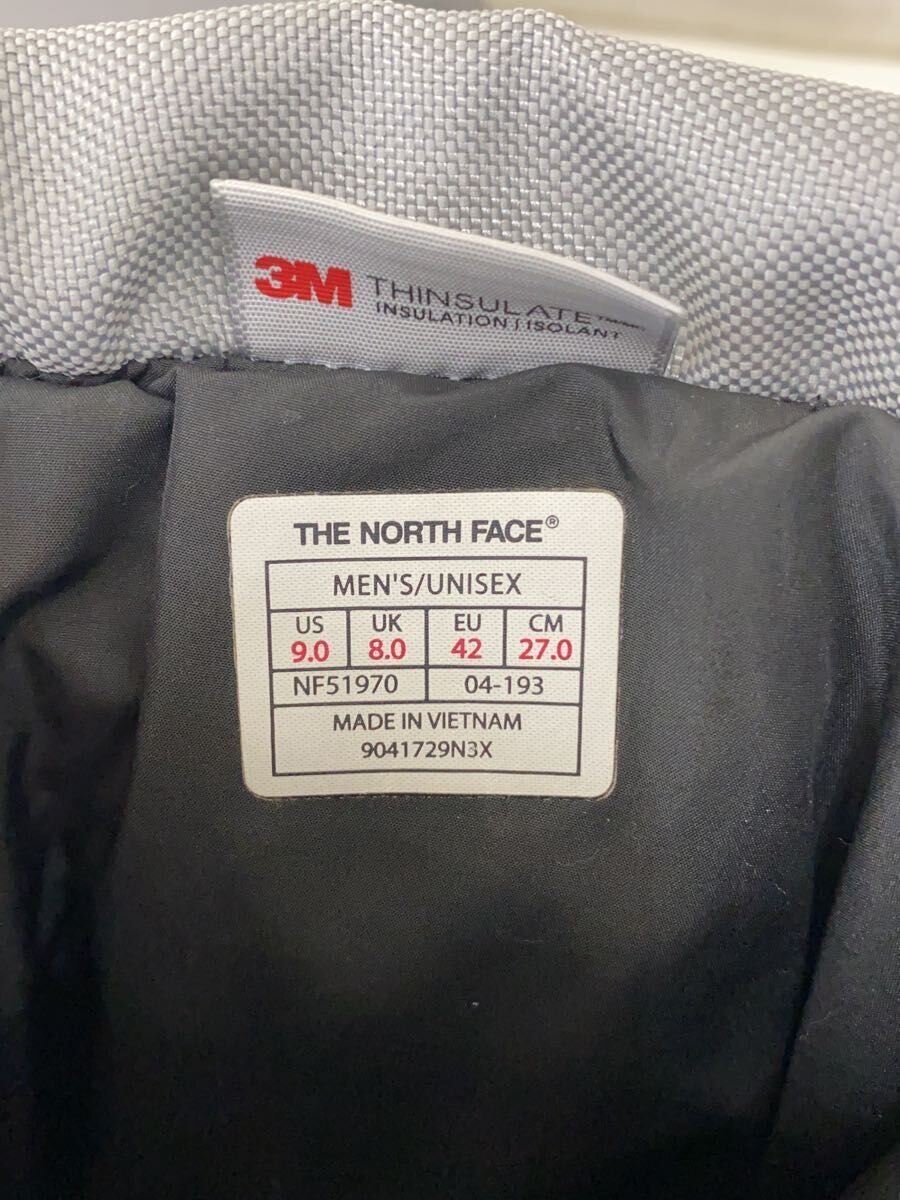 3M THINSULATE™
INSULATION | ISOLANT
THE NORTH FACE®
MEN'S/UNISEX
US UK EU CM
9.0 8.0 42 27.0
NF51970 04-193
MADE IN VIETNAM
9041729N3X